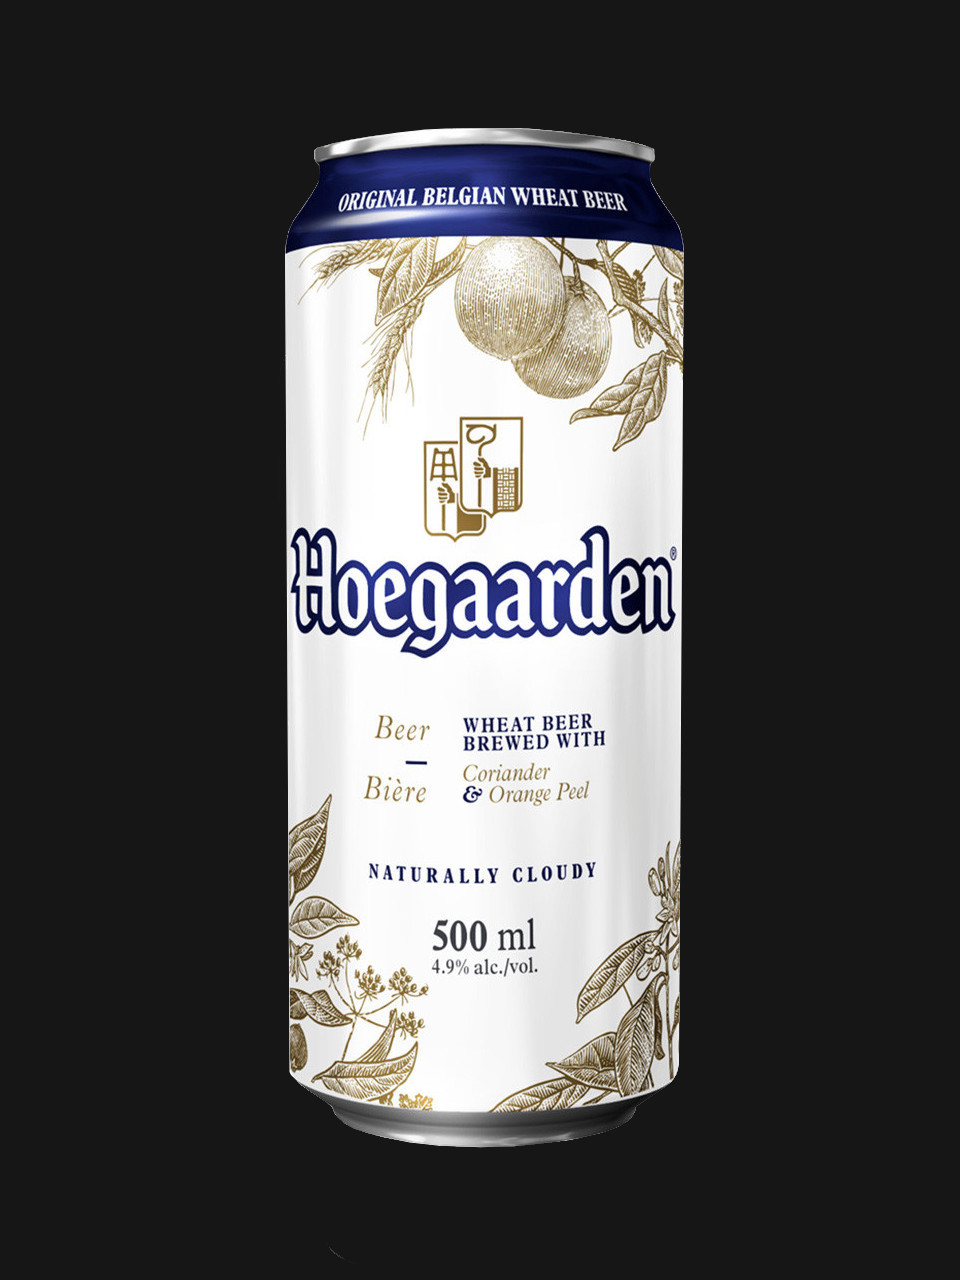 ORIGINAL BELGIAN WHEAT BEER
Hoegaarden®
Beer
Bière
WHEAT BEER
BREWED WITH
Coriander
& Orange Peel
NATURALLY CLOUDY
500 ml
4.9% alc./vol.